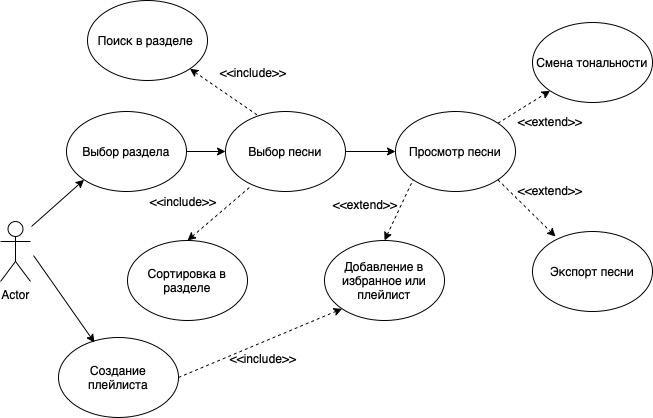 Поиск в разделе
<<include>>
Смена тональности
<<extend>>
Выбор раздела
Выбор песни
Просмотр песни
<<include>>
<<extend>>
<<extend>>
Actor
Сортировка в
разделе
Добавление в
избранное или
плейлист
Экспорт песни
Создание
плейлиста
<<include>>